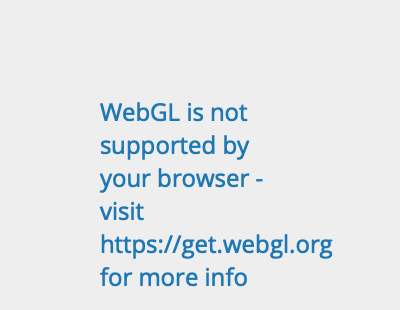 WebGL is not
supported by
your browser -
visit
https://get.webgl.org
for more info